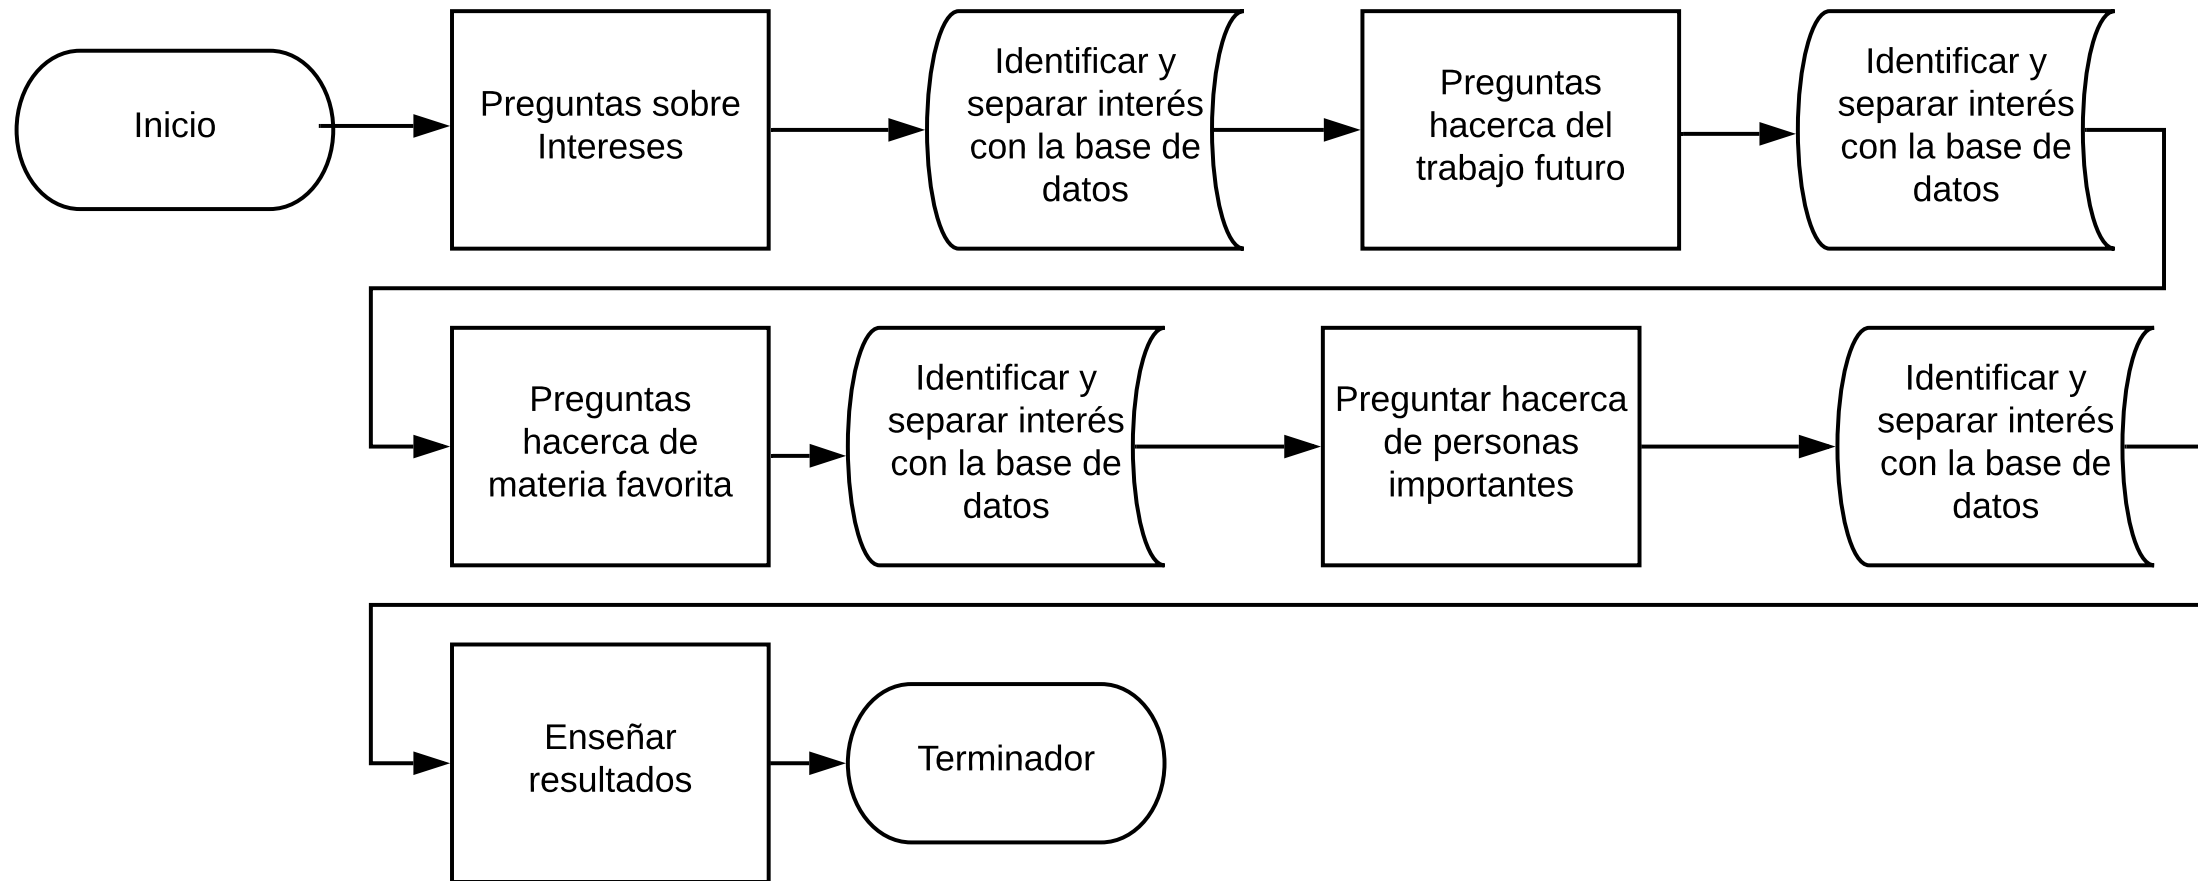 Inicio
Preguntas sobre
Intereses
Identificar y
separar interés
con la base de
datos
Preguntas
hacerca del
trabajo futuro
Identificar y
separar interés
con la base de
datos
Preguntas
hacerca de
materia favorita
Identificar y
separar interés
con la base de
datos
Preguntar hacerca
de personas
importantes
Identificar y
separar interés
con la base de
datos
Enseñar
resultados
Terminador